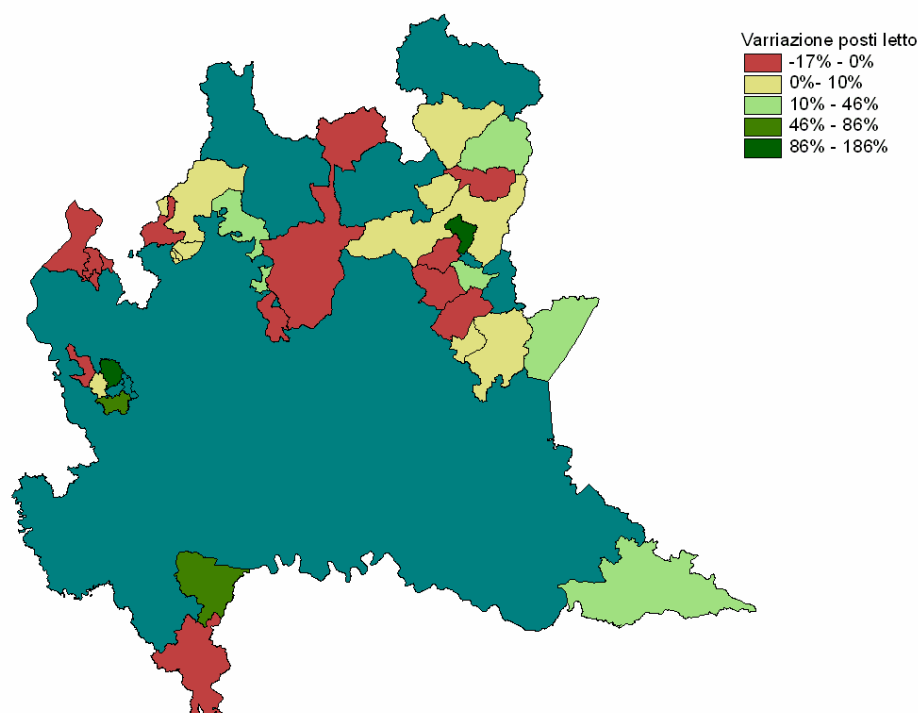 Varriazione posti letto
-17% - 0%
0%- 10%
10% - 46%
46% - 86%
86% - 186%